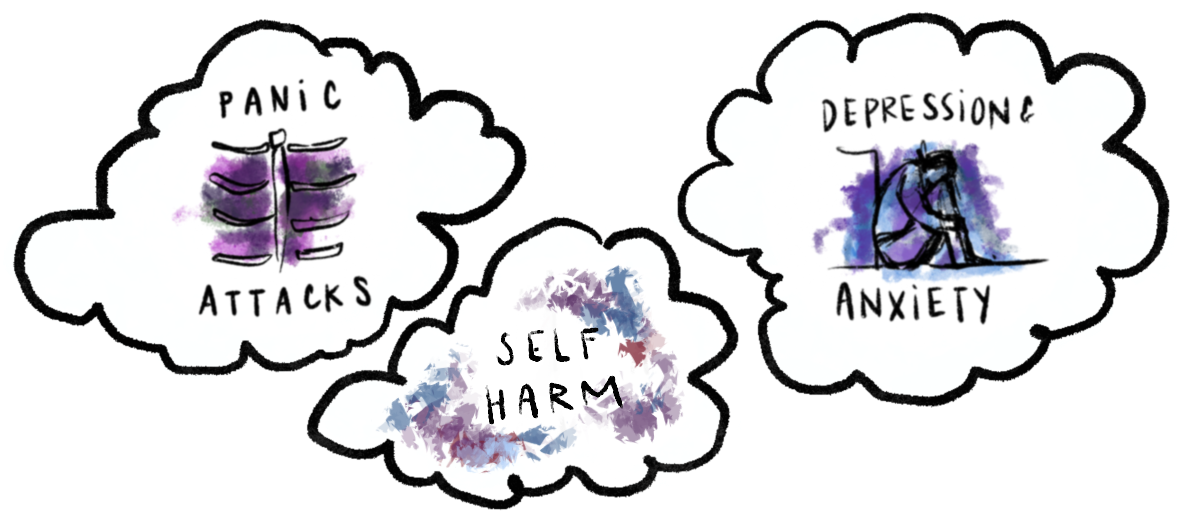 PANiC
ATTACKS
SELF
HARM
DEPRESSiON &
ANXiETY